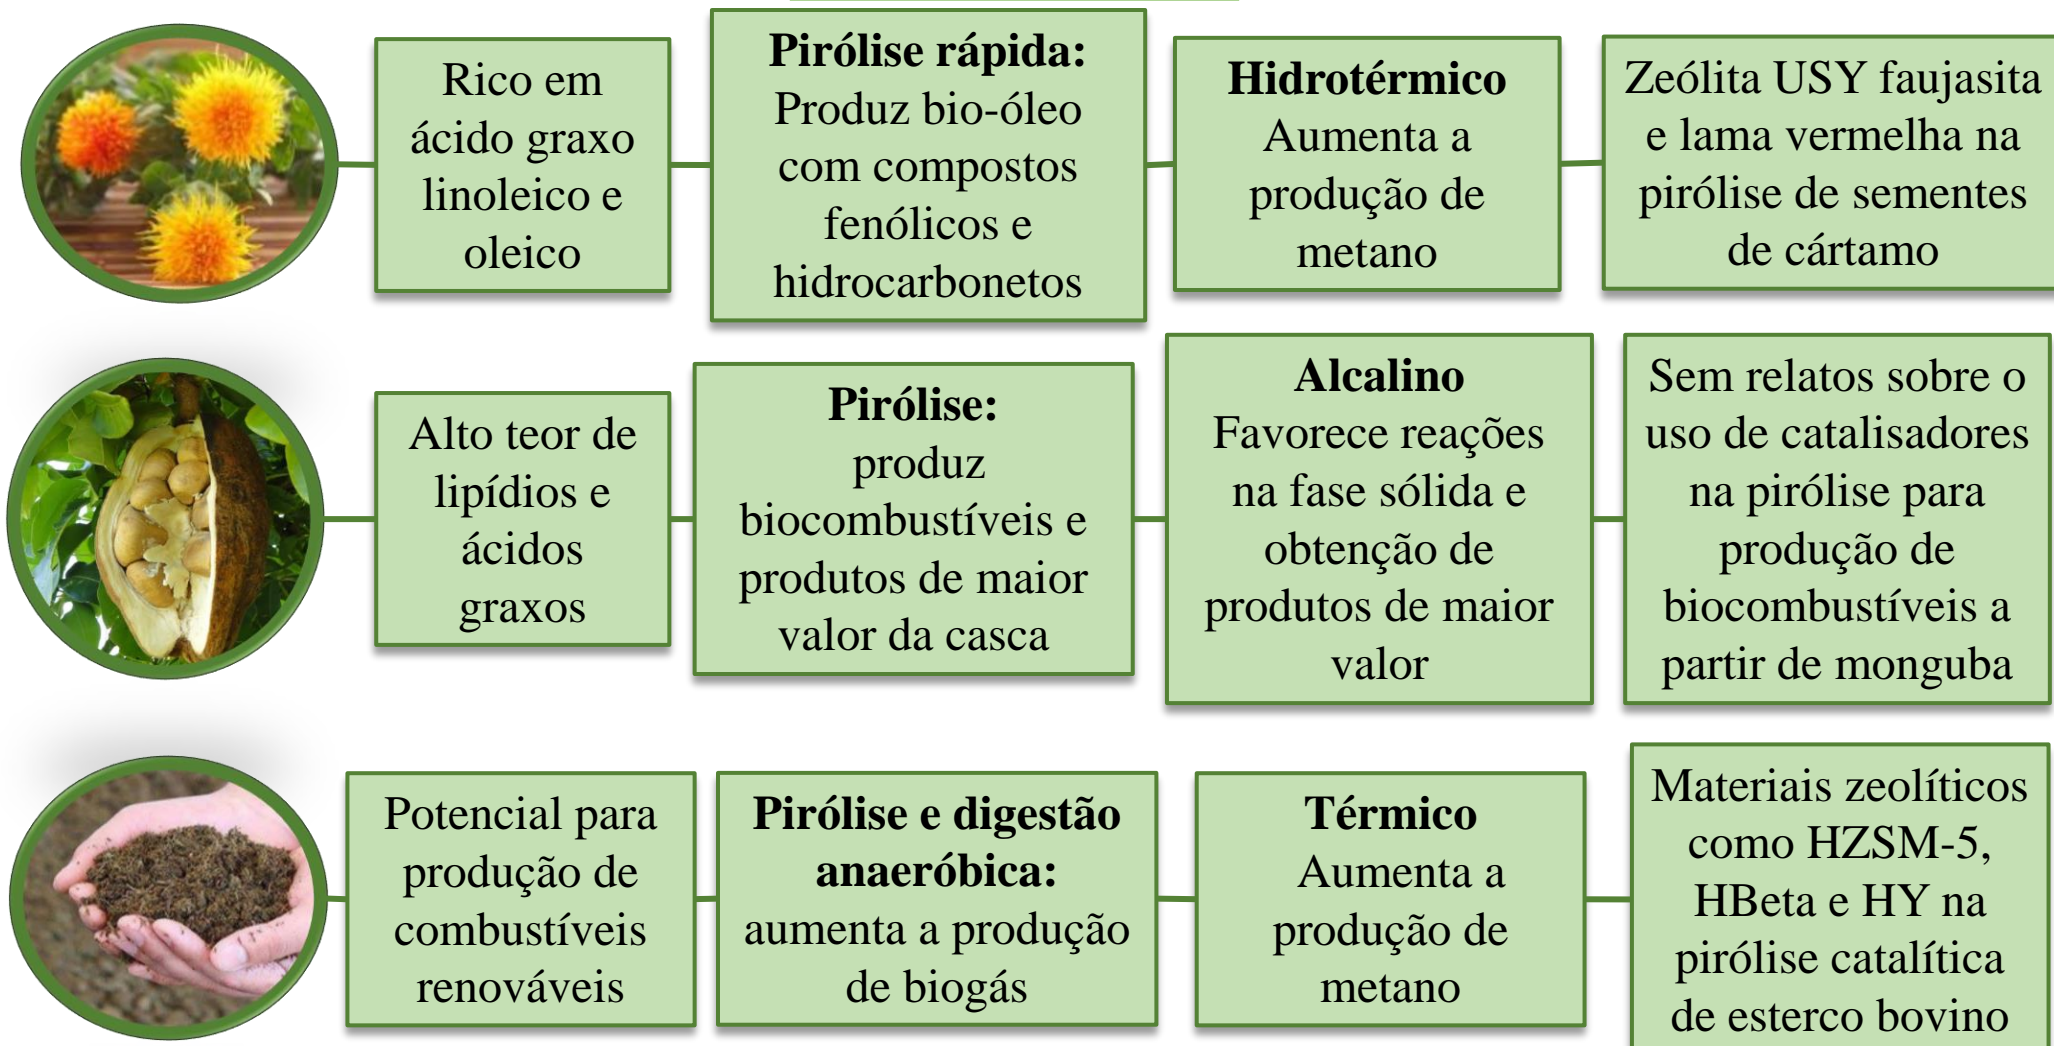 Rico em
ácido graxo
linoleico e
oleico
Pirólise rápida:
Produz bio-óleo
com compostos
fenólicos e
hidrocarbonetos
Hidrotérmico
Aumenta a
produção de
metano
Zeólita USY faujasita
e lama vermelha na
pirólise de sementes
de cártamo
Alto teor de
lipídios e
ácidos
graxos
Pirólise:
produz
biocombustíveis e
produtos de maior
valor da casca
Alcalino
Favorece reações
na fase sólida e
obtenção de
produtos de maior
valor
Sem relatos sobre o
uso de catalisadores
na pirólise para
produção de
biocombustíveis a
partir de monguba
Potencial para
produção de
combustíveis
renováveis
Pirólise e digestão
anaeróbica:
aumenta a produção
de biogás
Térmico
Aumenta a
produção de
metano
Materiais zeolíticos
como HZSM-5,
HBeta e HY na
pirólise catalítica
de esterco bovino